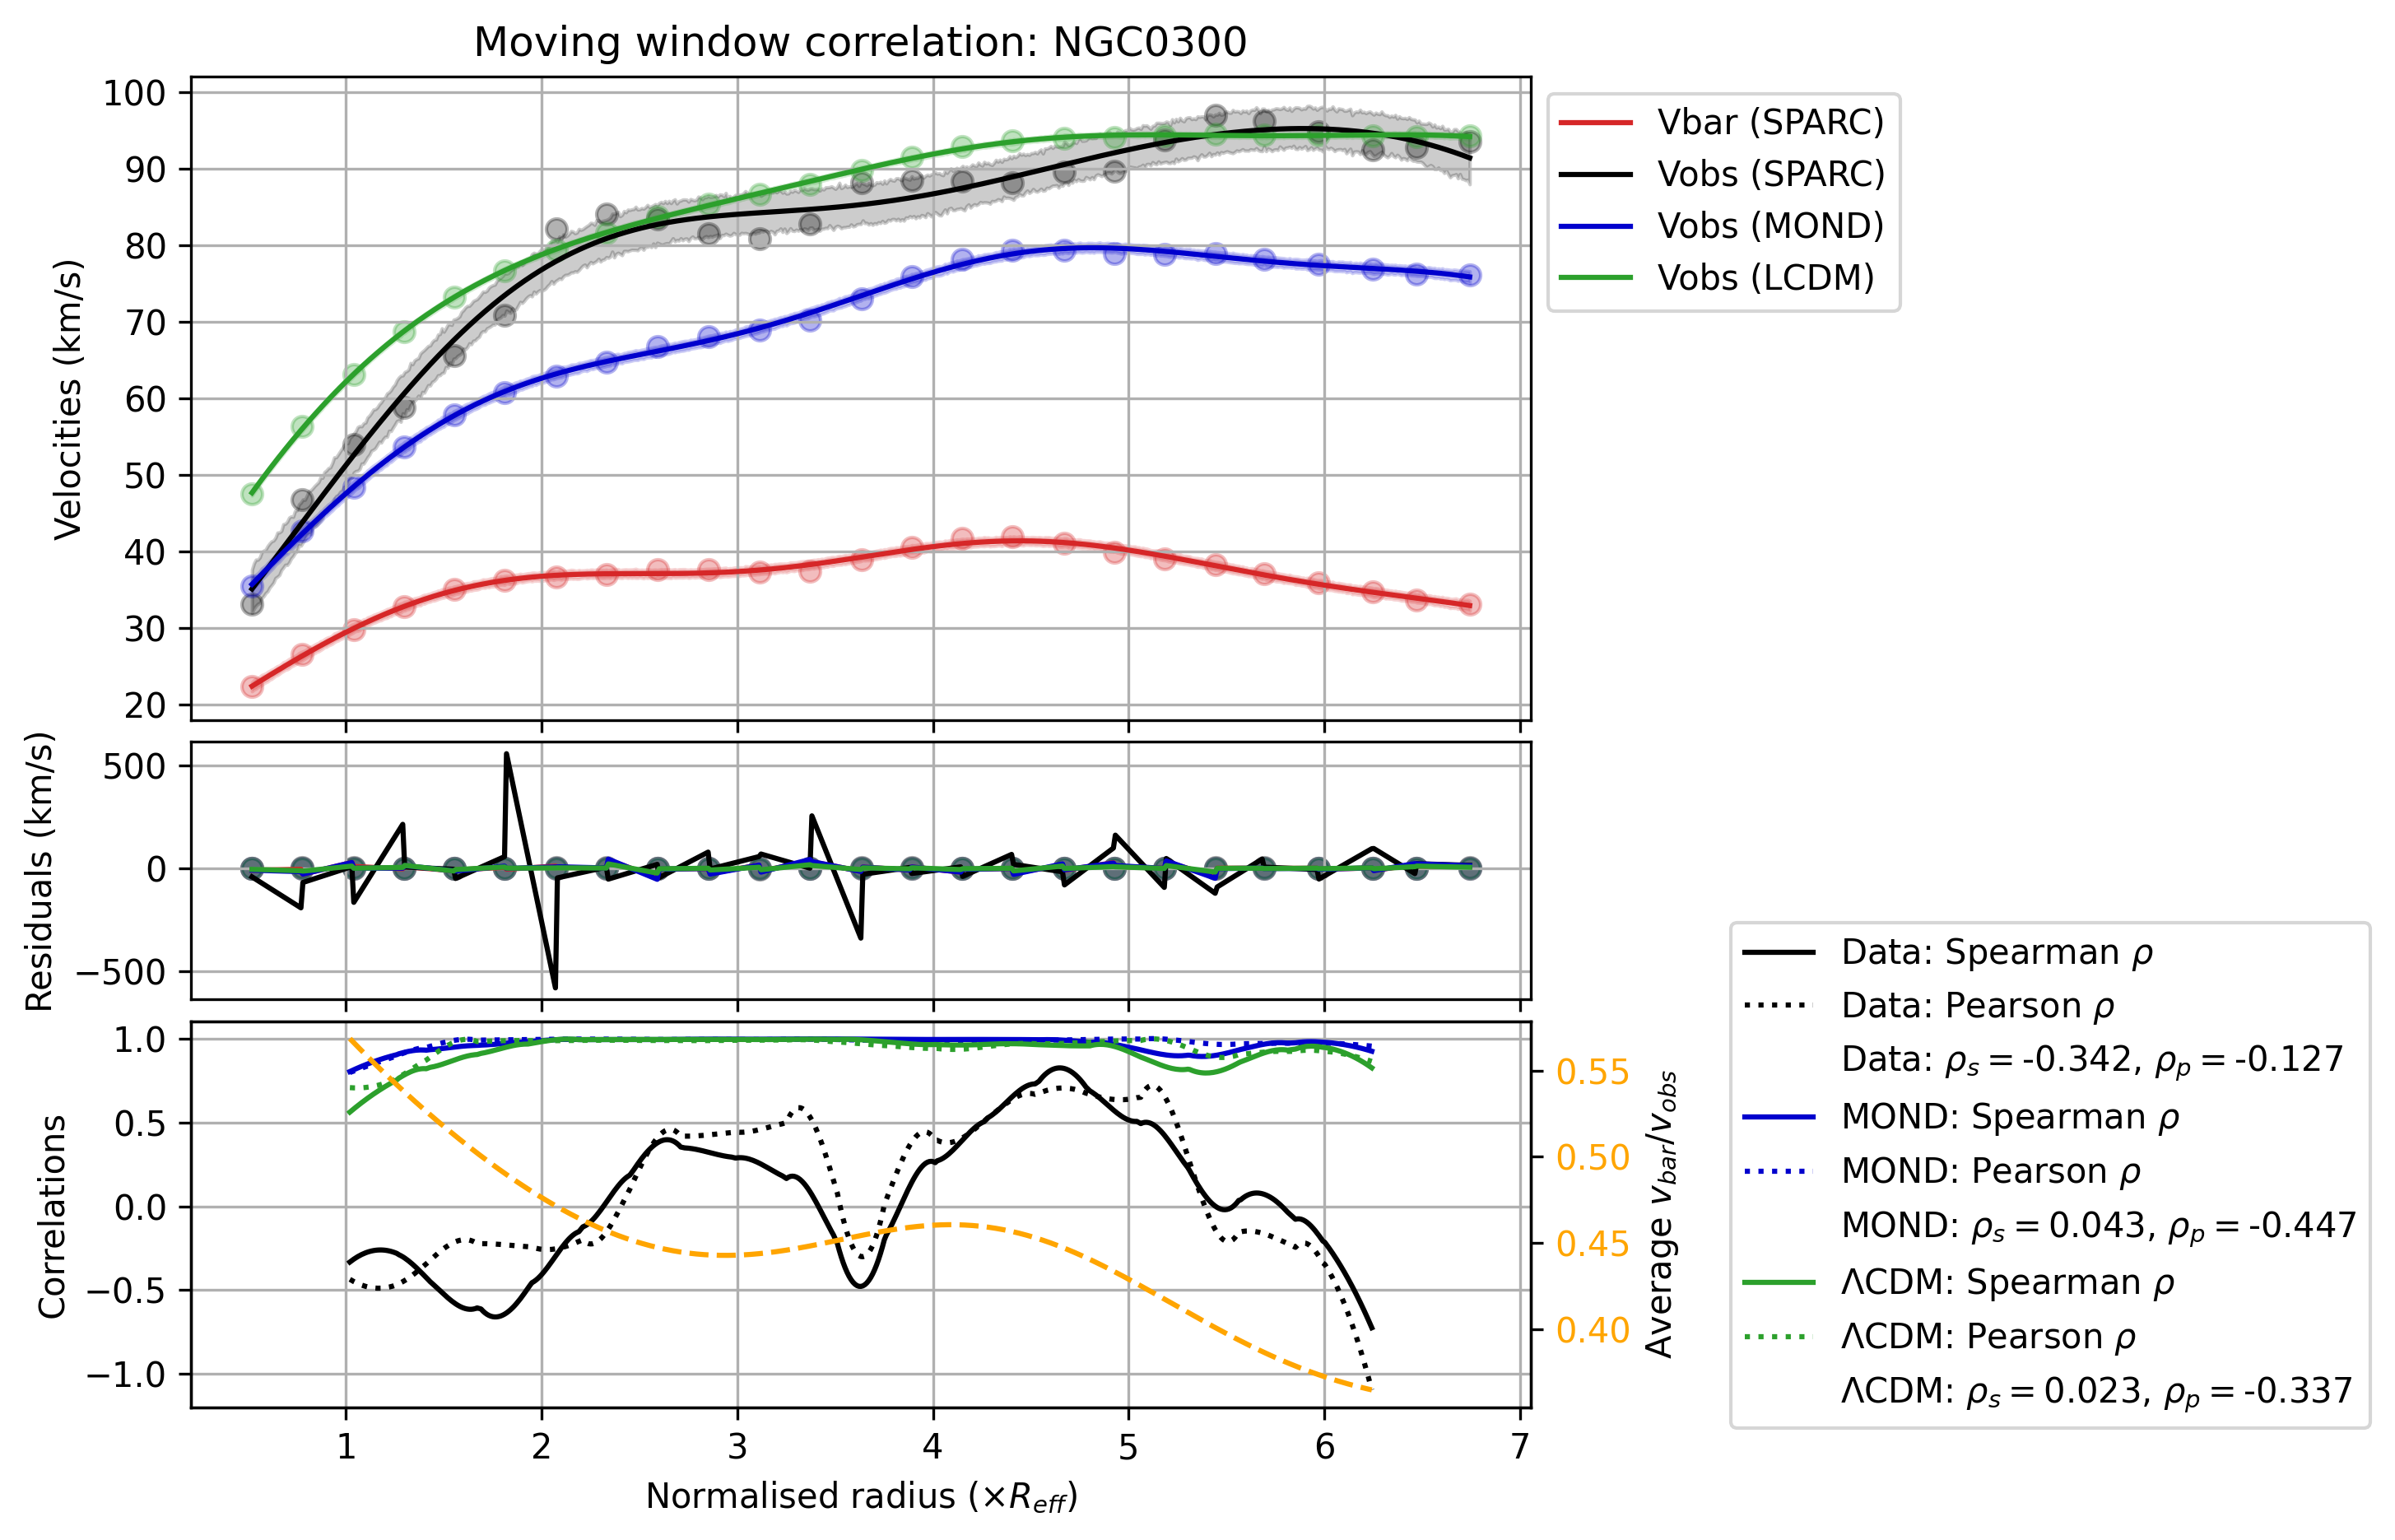 Moving window correlation: NGC0300
100
90
80
70
60
50
40
30
20
Velocities (km/s)
Vbar (SPARC)
Vobs (SPARC)
Vobs (MOND)
Vobs (LCDM)
500
0
−500
Residuals (km/s)
1.0
0.5
0.0
−0.5
−1.0
Correlations
0.55
0.50
0.45
0.40
Average v_bar/v_obs
Data: Spearman ρ
Data: Pearson ρ
Data: ρ_s = -0.342, ρ_p = -0.127
MOND: Spearman ρ
MOND: Pearson ρ
MOND: ρ_s = 0.043, ρ_p = -0.447
ΛCDM: Spearman ρ
ΛCDM: Pearson ρ
ΛCDM: ρ_s = 0.023, ρ_p = -0.337
1 2 3 4 5 6 7
Normalised radius (×R_eff)